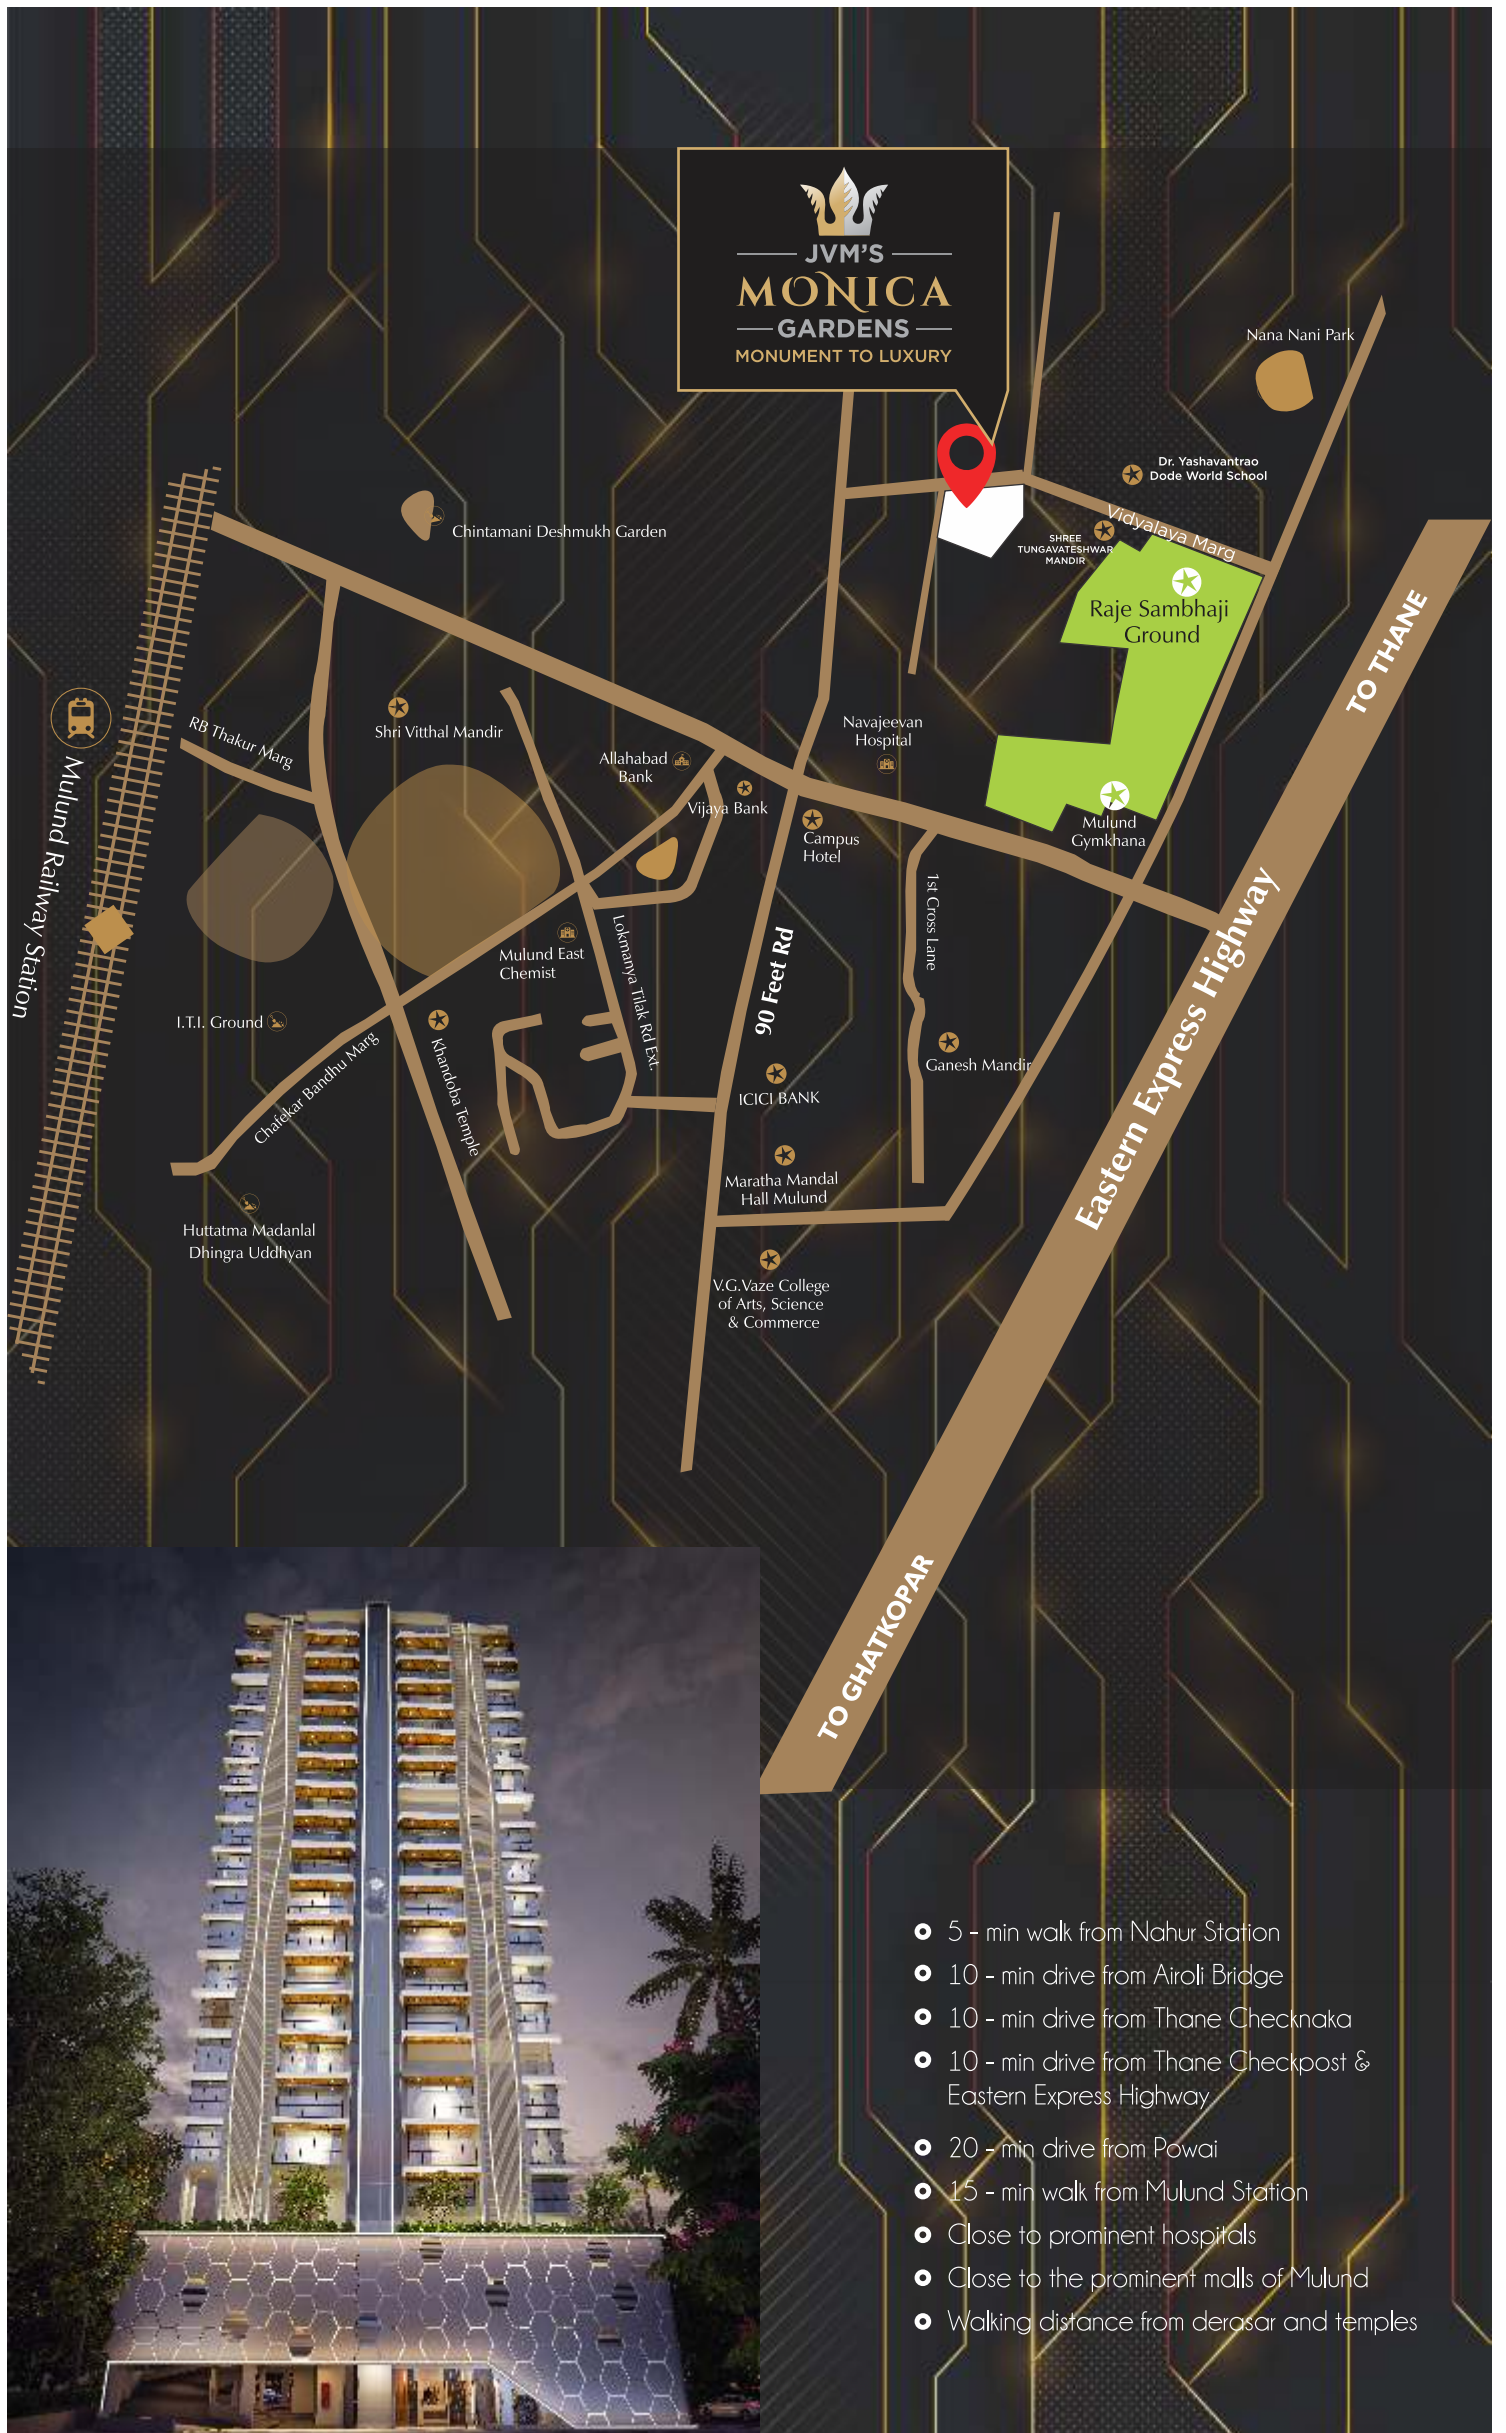 JVM'S
MONICA
GARDENS
MONUMENT TO LUXURY
Nana Nani Park
Dr. Yashavantrao
Dode World School
Vidyalaya Marg
SHREE
TUNGAVATESHWAR
MANDIR
Chintamani Deshmukh Garden
Raje Sambhaji
Ground
TO THANE
RB Thakur Marg
Shri Vitthal Mandir
Navajeevan
Hospital
Allahabad
Bank
Vijaya Bank
Campus
Hotel
Mulund
Gymkhana
Mulund Railway Station
1st Cross Lane
Eastern Express Highway
Mulund East
Chemist
Lokmanya Tilak Rd Ext.
90 Feet Rd
I.T.I. Ground
Chafekar Bandhu Marg
Khandoba Temple
Ganesh Mandir
ICICI BANK
Maratha Mandal
Hall Mulund
Huttatma Madanlal
Dhingra Uddhyan
V.G.Vaze College
of Arts, Science
& Commerce
TO GHATKOPAR
5 - min walk from Nahur Station
10 - min drive from Airoli Bridge
10 - min drive from Thane Checknaka
10 - min drive from Thane Checkpost &
Eastern Express Highway
20 - min drive from Powai
15 - min walk from Mulund Station
Close to prominent hospitals
Close to the prominent malls of Mulund
Walking distance from derasar and temples